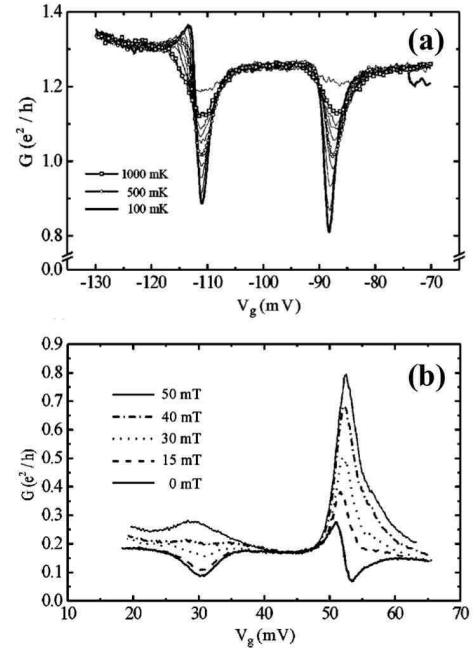 (a)
1.4
1.2
1.0
0.8
0.0
G (e² / h)
1000 mK
500 mK
100 mK
-130 -120 -110 -100 -90 -80 -70
Vg (mV)
(b)
0.9
0.8
0.7
0.6
0.5
0.4
0.3
0.2
0.1
0.0
G (e² / h)
50 mT
40 mT
30 mT
15 mT
0 mT
10 20 30 40 50 60 70
Vg (mV)